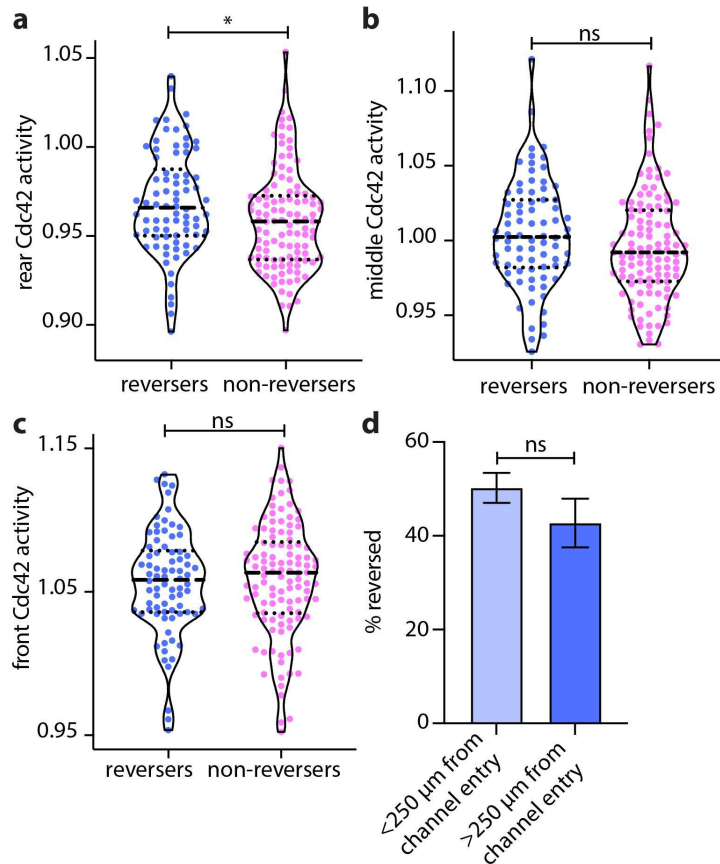 a
*
1.05
1.00
0.95
0.90
rear Cdc42 activity
reversers
non-reversers
b
ns
1.10
1.05
1.00
0.95
middle Cdc42 activity
reversers
non-reversers
c
ns
1.15
1.05
0.95
front Cdc42 activity
reversers
non-reversers
d
ns
60
40
20
0
% reversed
<250 µm from
channel entry
>250 µm from
channel entry